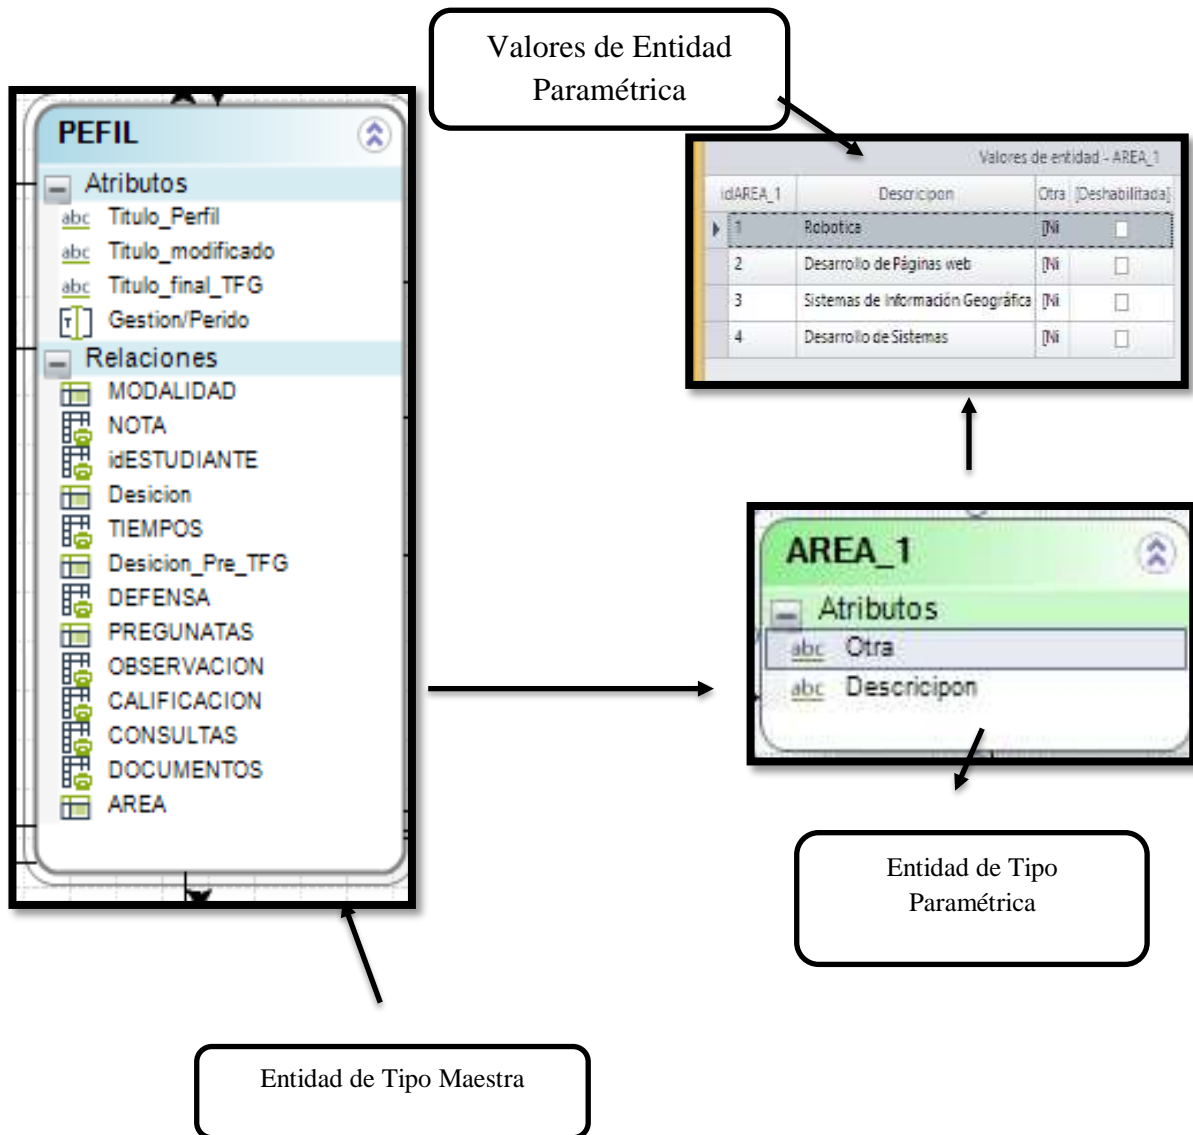 Valores de Entidad
Paramétrica
PEFIL
Atributos
abc Titulo_Perfil
abc Titulo_modificado
abc Titulo_final_TFG
T Gestion/Perido
Relaciones
MODALIDAD
NOTA
idESTUDIANTE
Desicion
TIEMPOS
Desicion_Pre_TFG
DEFENSA
PREGUNATAS
OBSERVACION
CALIFICACION
CONSULTAS
DOCUMENTOS
AREA
Valores de entidad - AREA_1
idAREA_1 Descricipon Otra [Deshabilitada]
1 Robotica [Ni
2 Desarrollo de Páginas web [Ni
3 Sistemas de Información Geográfica [Ni
4 Desarrollo de Sistemas [Ni
AREA_1
Atributos
abc Otra
abc Descricipon
Entidad de Tipo
Paramétrica
Entidad de Tipo Maestra